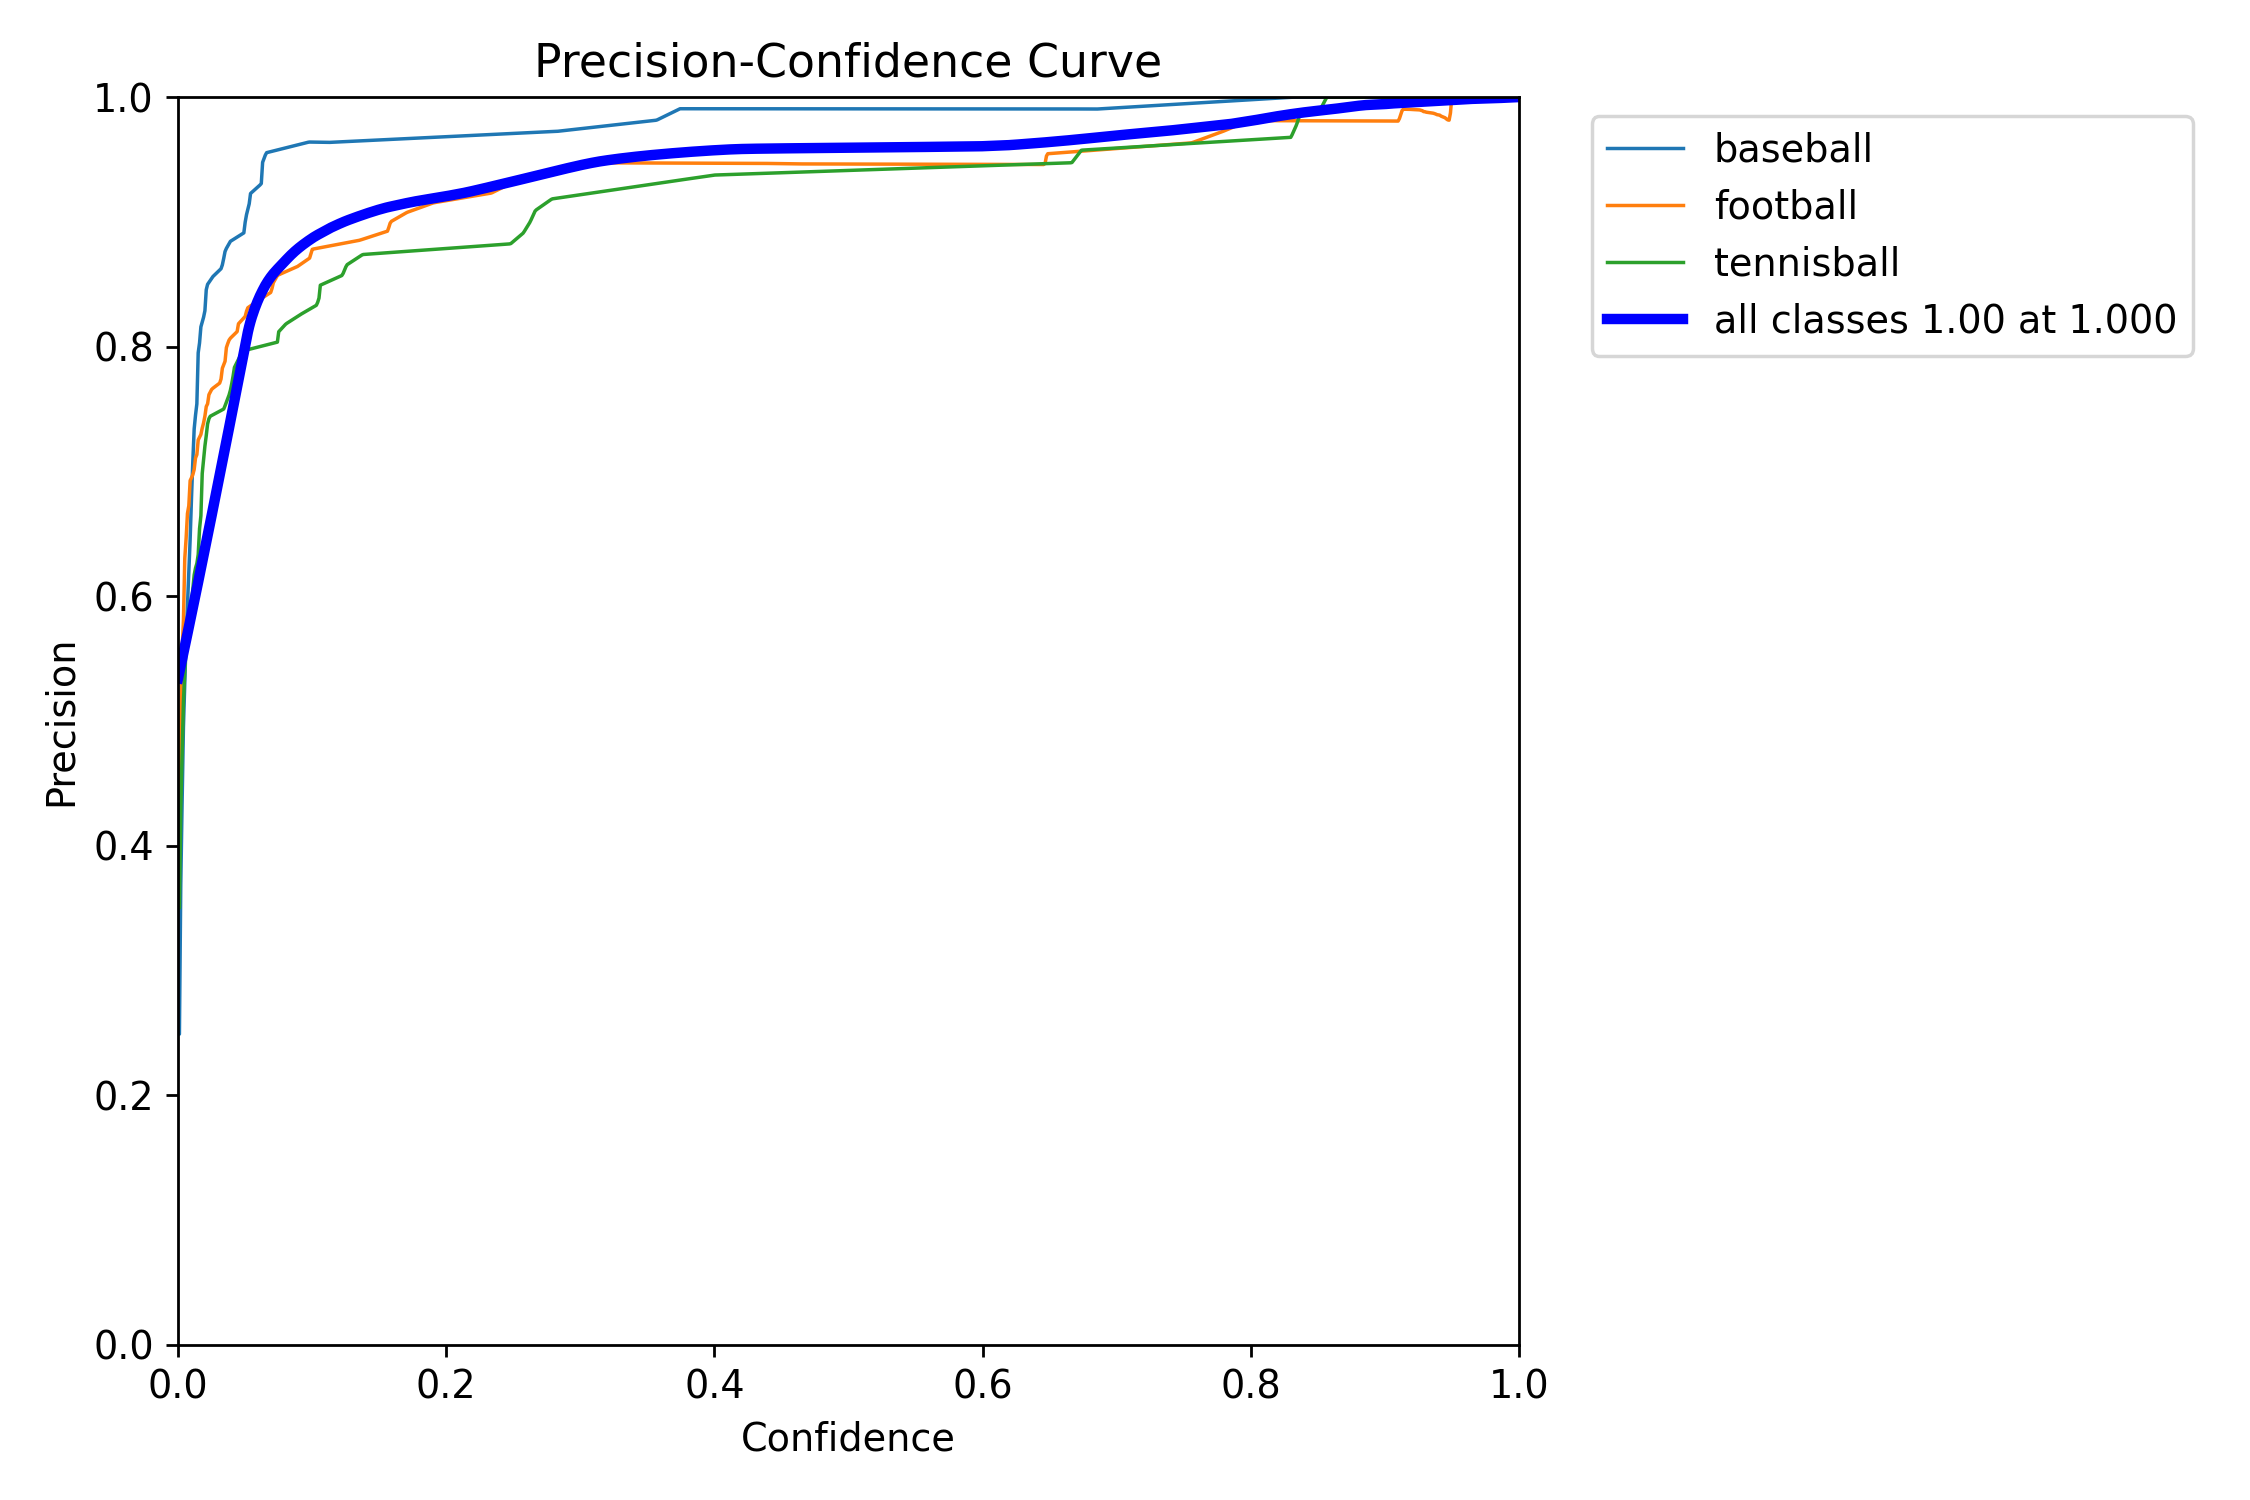 Precision-Confidence Curve
1.0
0.8
0.6
0.4
0.2
0.0
Precision
0.0 0.2 0.4 0.6 0.8 1.0
Confidence
baseball
football
tennisball
all classes 1.00 at 1.000